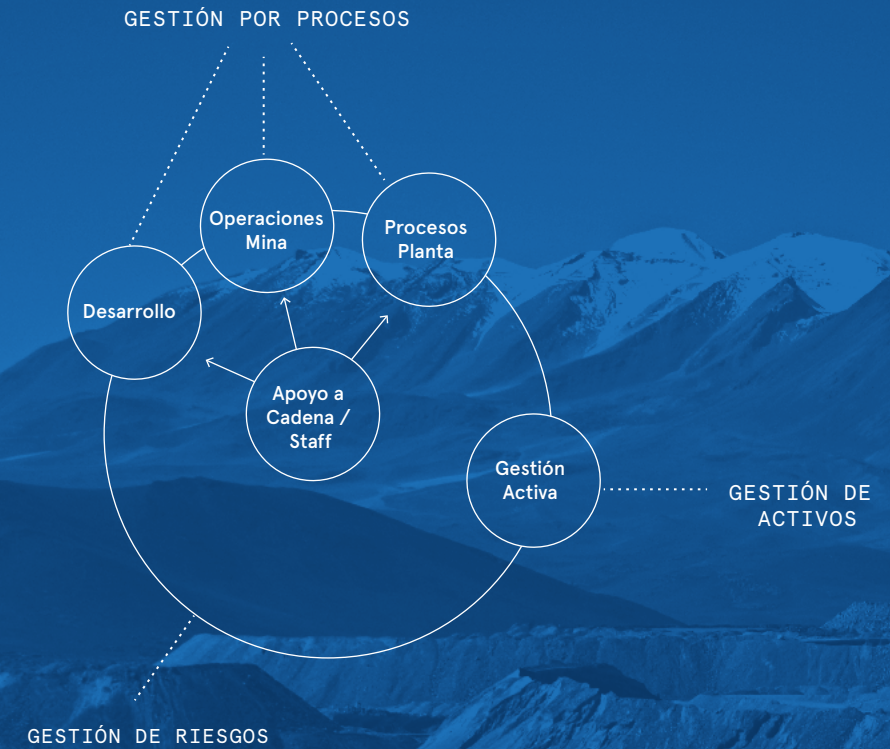 GESTIÓN POR PROCESOS
Operaciones
Mina
Procesos
Planta
Desarrollo
Apoyo a
Cadena /
Staff
Gestión
Activa
GESTIÓN DE
ACTIVOS
GESTIÓN DE RIESGOS